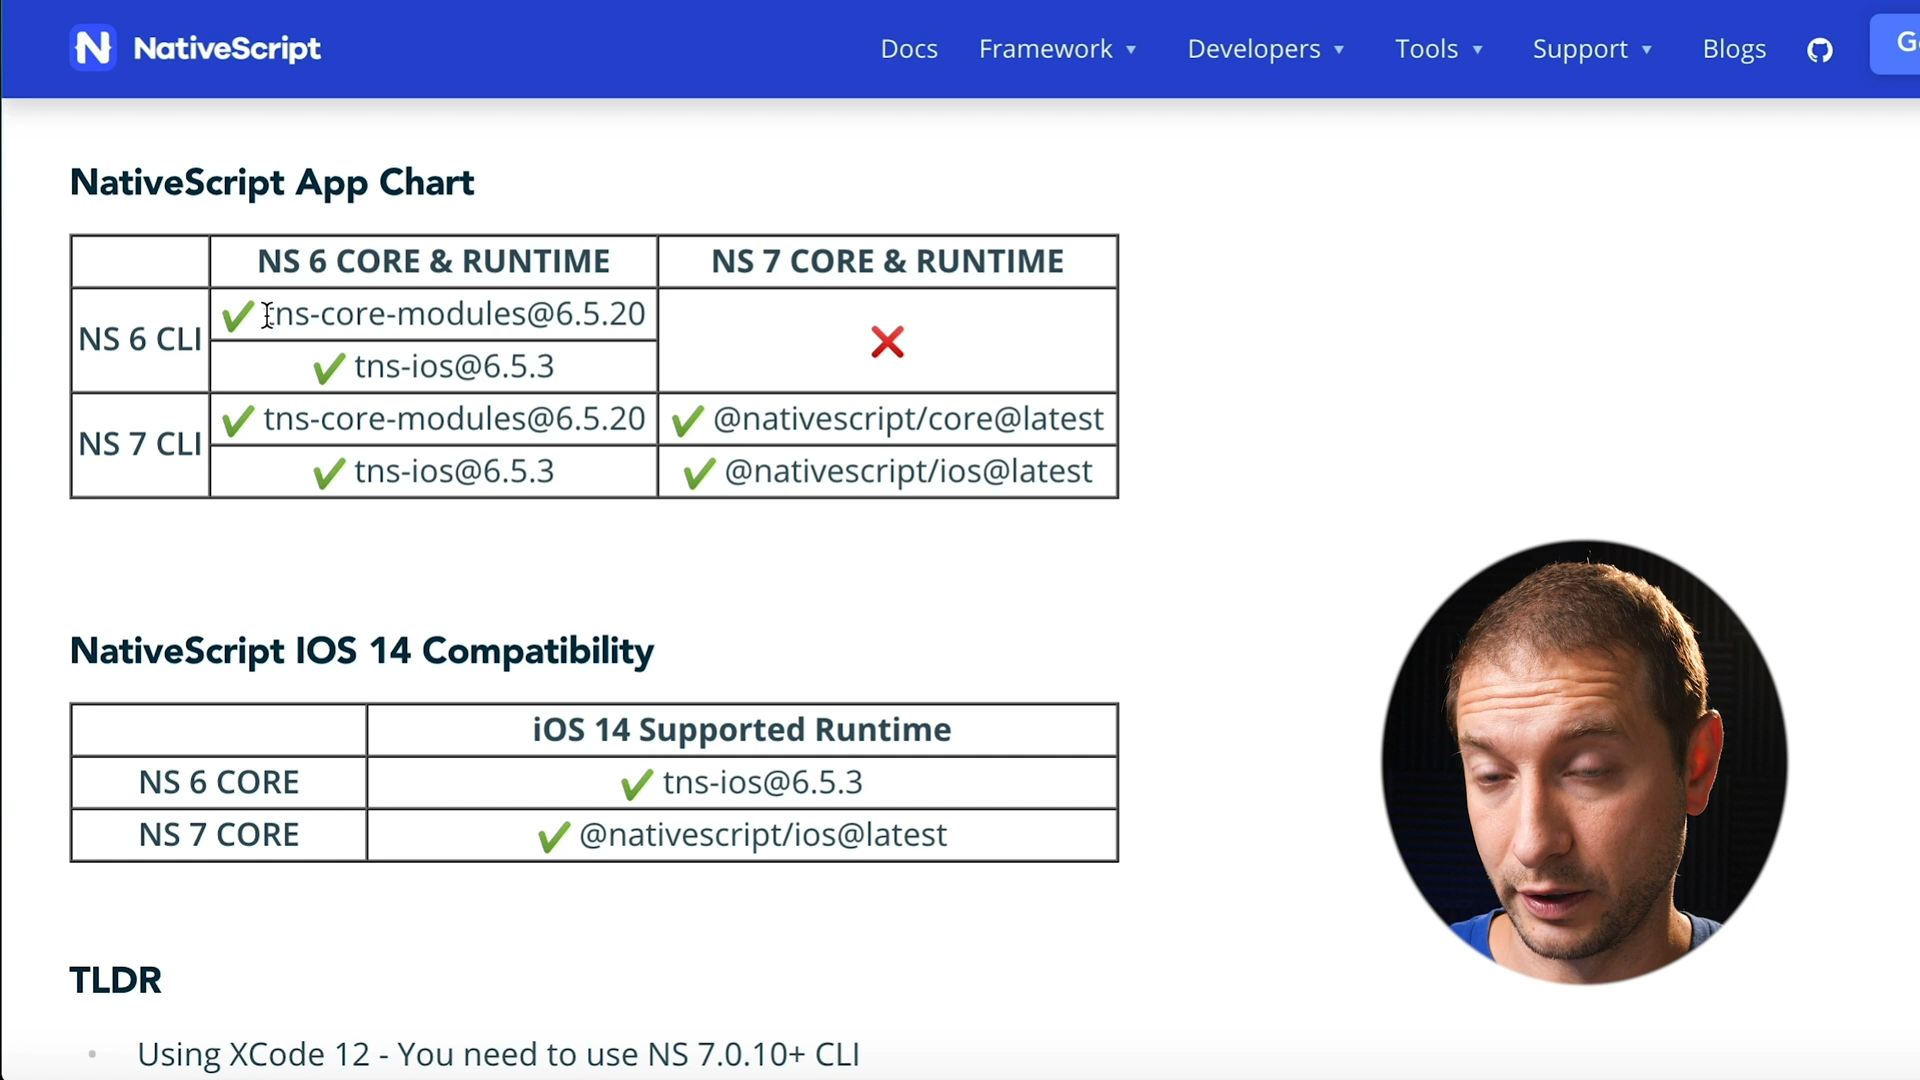 NativeScript
Docs Framework Developers Tools Support Blogs
NativeScript App Chart
NS 6 CORE & RUNTIME NS 7 CORE & RUNTIME
NS 6 CLI
tns-core-modules@6.5.20
tns-ios@6.5.3
NS 7 CLI
tns-core-modules@6.5.20 @nativescript/core@latest
tns-ios@6.5.3 @nativescript/ios@latest
NativeScript IOS 14 Compatibility
iOS 14 Supported Runtime
NS 6 CORE tns-ios@6.5.3
NS 7 CORE @nativescript/ios@latest
TLDR
Using XCode 12 - You need to use NS 7.0.10+ CLI